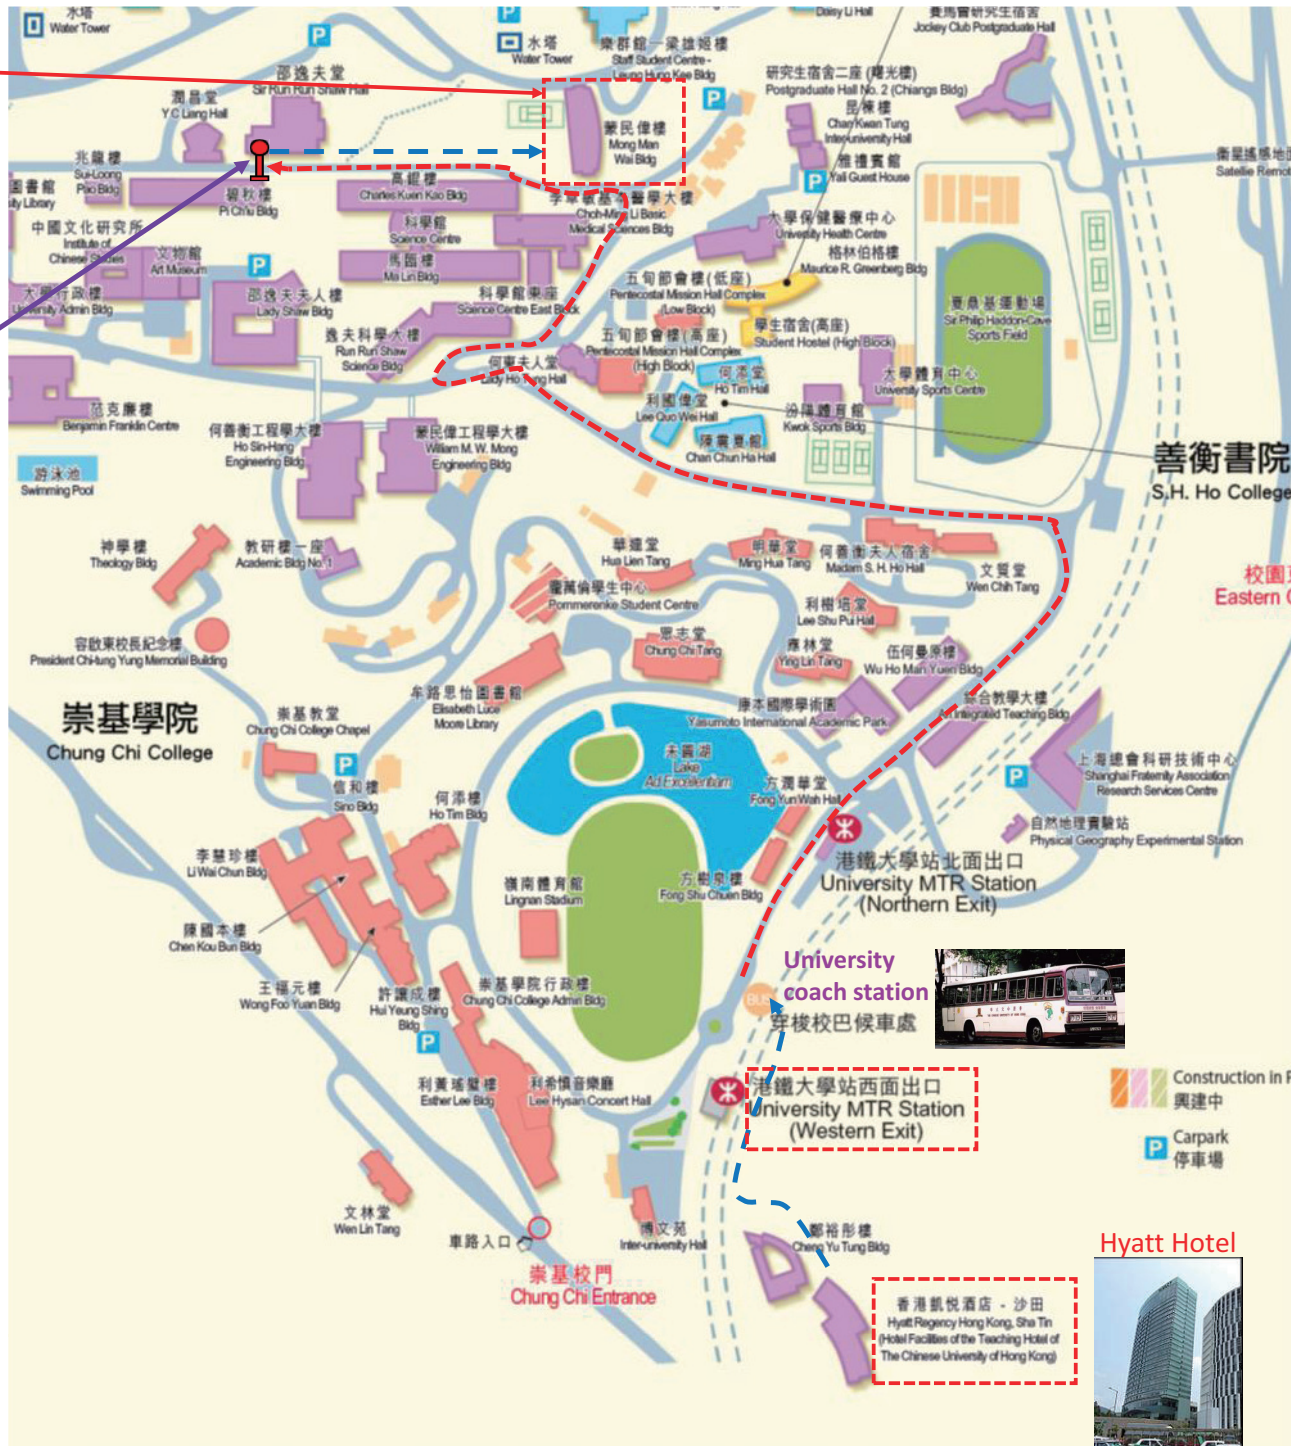 水塔
Water Tower
水塔
Water Tower
樂群館—梁雄姬樓
Staff Student Centre -
Leung Hung Kee Bldg
Daisy Li Hall
賽馬會研究生宿舍
Jockey Club Postgraduate Hall
邵逸夫堂
Sir Run Run Shaw Hall
潤昌堂
Y C Liang Hall
研究生宿舍二座 (曙光樓)
Postgraduate Hall No. 2 (Chiangs Bldg)
昆棟樓
Chan Kwan Tung
Inter-university Hall
蒙民偉樓
Mong Man
Wai Bldg
兆龍樓
Sui-Loong
Pao Bldg
圖書館
ity Library
碧秋樓
Pi Ch'iu Bldg
高錕樓
Charles Kuen Kao Bldg
李卓敏基本醫學大樓
Choh-Ming Li Basic
Medical Sciences Bldg
雅禮賓館
Yali Guest House
衛星遙感地面
Satellie Remot
中國文化研究所
Institute of
Chinese Studies
文物館
Art Museum
科學館
Science Centre
馬臨樓
Ma Lin Bldg
大學保健醫療中心
University Health Centre
格林伯格樓
Maurice R. Greenberg Bldg
大學行政樓
University Admin Bldg
邵逸夫夫人樓
Lady Shaw Bldg
科學館東座
Science Centre East Block
五旬節會樓(低座)
Pentecostal Mission Hall Complex
(Low Block)
夏鼎基運動場
Sir Philip Haddon-Cave
Sports Field
逸夫科學大樓
Run Run Shaw
Science Bldg
何東夫人堂
Lady Ho Tung Hall
五旬節會樓(高座)
Pentecostal Mission Hall Complex
(High Block)
學生宿舍(高座)
Student Hostel (High Block)
何添堂
Ho Tim Hall
大學體育中心
University Sports Centre
利國偉堂
Lee Quo Wei Hall
汾陽體育館
Kwok Sports Bldg
陳震夏館
Chan Chun Ha Hall
范克廉樓
Benjamin Franklin Centre
何善衡工程學大樓
Ho Sin-Hang
Engineering Bldg
蒙民偉工程學大樓
William M. W. Mong
Engineering Bldg
游泳池
Swimming Pool
善衡書院
S.H. Ho College
神學樓
Theology Bldg
教研樓一座
Academic Bldg No. 1
華連堂
Hua Lien Tang
明華堂
Ming Hua Tang
何善衡夫人宿舍
Madam S. H. Ho Hall
文質堂
Wen Chih Tang
校園東
Eastern C
龐萬倫學生中心
Pommerenke Student Centre
利樹培堂
Lee Shu Pui Hall
容啟東校長紀念樓
President Chi-tung Yung Memorial Building
眾志堂
Chung Chi Tang
應林堂
Ying Lin Tang
伍何曼原樓
Wu Ho Man Yuen Bldg
崇基學院
Chung Chi College
崇基教堂
Chung Chi College Chapel
牟路思怡圖書館
Elisabeth Luce
Moore Library
康本國際學術園
Yasumoto International Academic Park
綜合教學大樓
An Integrated Teaching Bldg
未圓湖
Lake
Ad Excellentiam
上海總會科研技術中心
Shanghai Fraternity Association
Research Services Centre
信和樓
Sino Bldg
何添樓
Ho Tim Bldg
方潤華堂
Fong Yun Wah Hall
自然地理實驗站
Physical Geography Experimental Station
李慧珍樓
Li Wai Chun Bldg
嶺南體育館
Lingnan Stadium
方樹泉樓
Fong Shu Chuen Bldg
港鐵大學站北面出口
University MTR Station
(Northern Exit)
陳國本樓
Chen Kou Bun Bldg
王福元樓
Wong Foo Yuan Bldg
許讓成樓
Hui Yeung Shing
Bldg
崇基學院行政樓
Chung Chi College Admin Bldg
University
coach station
BUS
穿梭校巴候車處
利黃瑤璧樓
Esther Lee Bldg
利希慎音樂廳
Lee Hysan Concert Hall
港鐵大學站西面出口
University MTR Station
(Western Exit)
Construction in P
興建中
P
Carpark
停車場
文林堂
Wen Lin Tang
車路入口
博文苑
Inter-university Hall
鄭裕彤樓
Cheng Yu Tung Bldg
崇基校門
Chung Chi Entrance
Hyatt Hotel
香港凱悅酒店 - 沙田
Hyatt Regency Hong Kong, Sha Tin
(Hotel Facilities of the Teaching Hotel of
The Chinese University of Hong Kong)